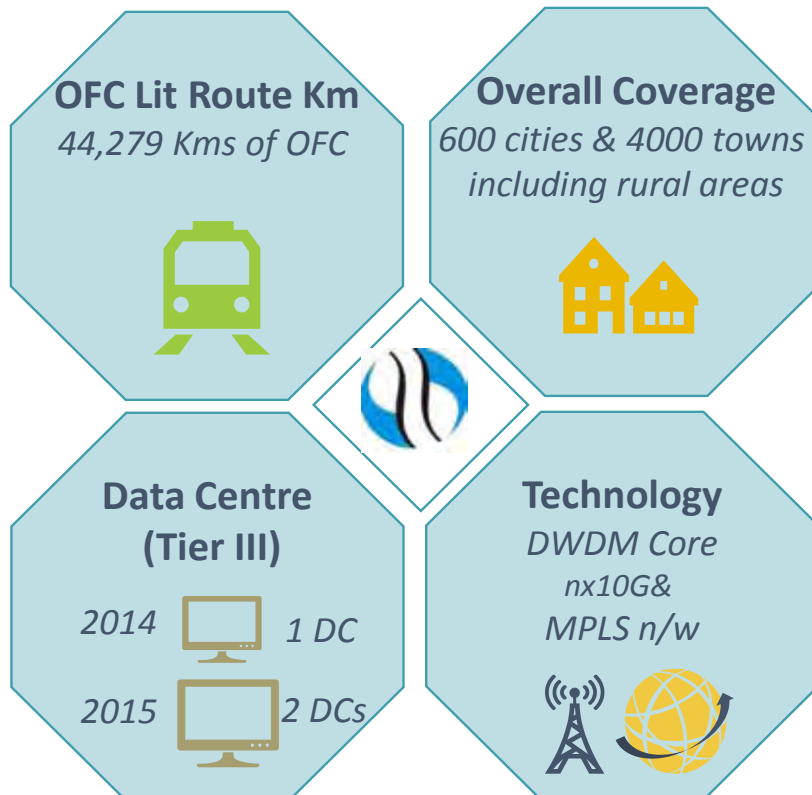 OFC Lit Route Km
44,279 Kms of OFC
Overall Coverage
600 cities & 4000 towns
including rural areas
Data Centre
(Tier III)
2014 1 DC
2015 2 DCs
Technology
DWDM Core
nx10G&
MPLS n/w